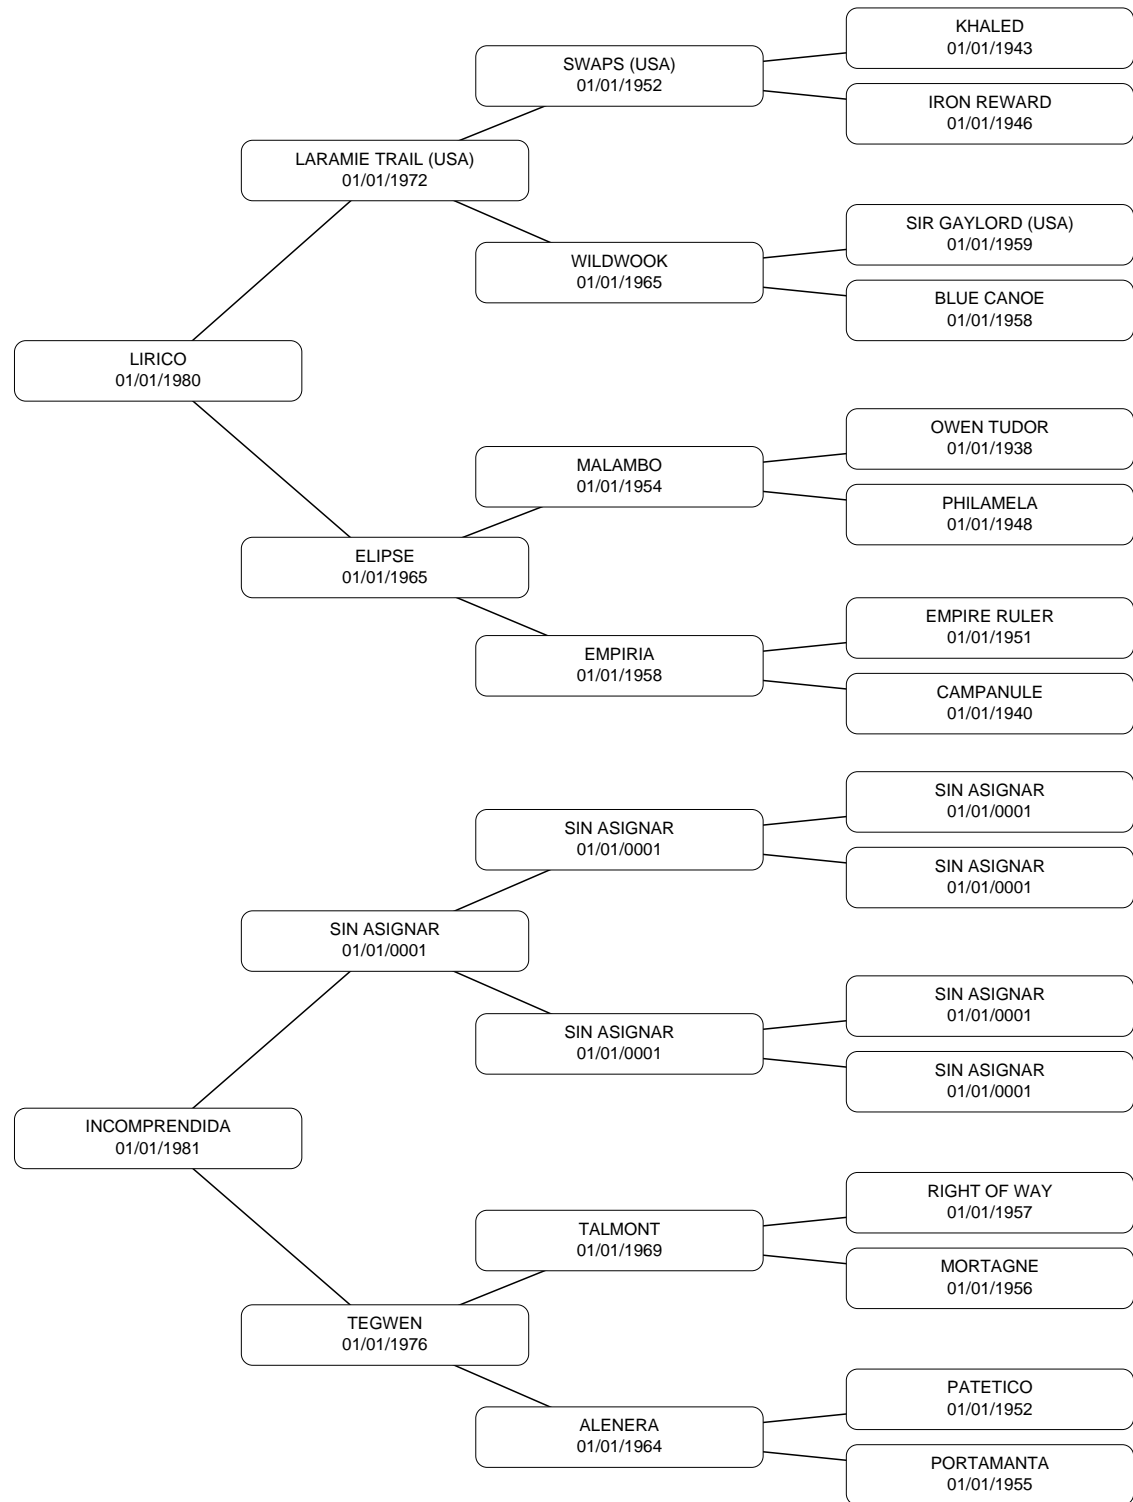 KHALED
01/01/1943
SWAPS (USA)
01/01/1952
IRON REWARD
01/01/1946
LARAMIE TRAIL (USA)
01/01/1972
SIR GAYLORD (USA)
01/01/1959
WILDWOOK
01/01/1965
BLUE CANOE
01/01/1958
LIRICO
01/01/1980
OWEN TUDOR
01/01/1938
MALAMBO
01/01/1954
PHILAMELA
01/01/1948
ELIPSE
01/01/1965
EMPIRE RULER
01/01/1951
EMPIRIA
01/01/1958
CAMPANULE
01/01/1940
SIN ASIGNAR
01/01/0001
SIN ASIGNAR
01/01/0001
SIN ASIGNAR
01/01/0001
SIN ASIGNAR
01/01/0001
SIN ASIGNAR
01/01/0001
SIN ASIGNAR
01/01/0001
SIN ASIGNAR
01/01/0001
INCOMPRENDIDA
01/01/1981
RIGHT OF WAY
01/01/1957
TALMONT
01/01/1969
MORTAGNE
01/01/1956
TEGWEN
01/01/1976
PATETICO
01/01/1952
ALENERA
01/01/1964
PORTAMANTA
01/01/1955